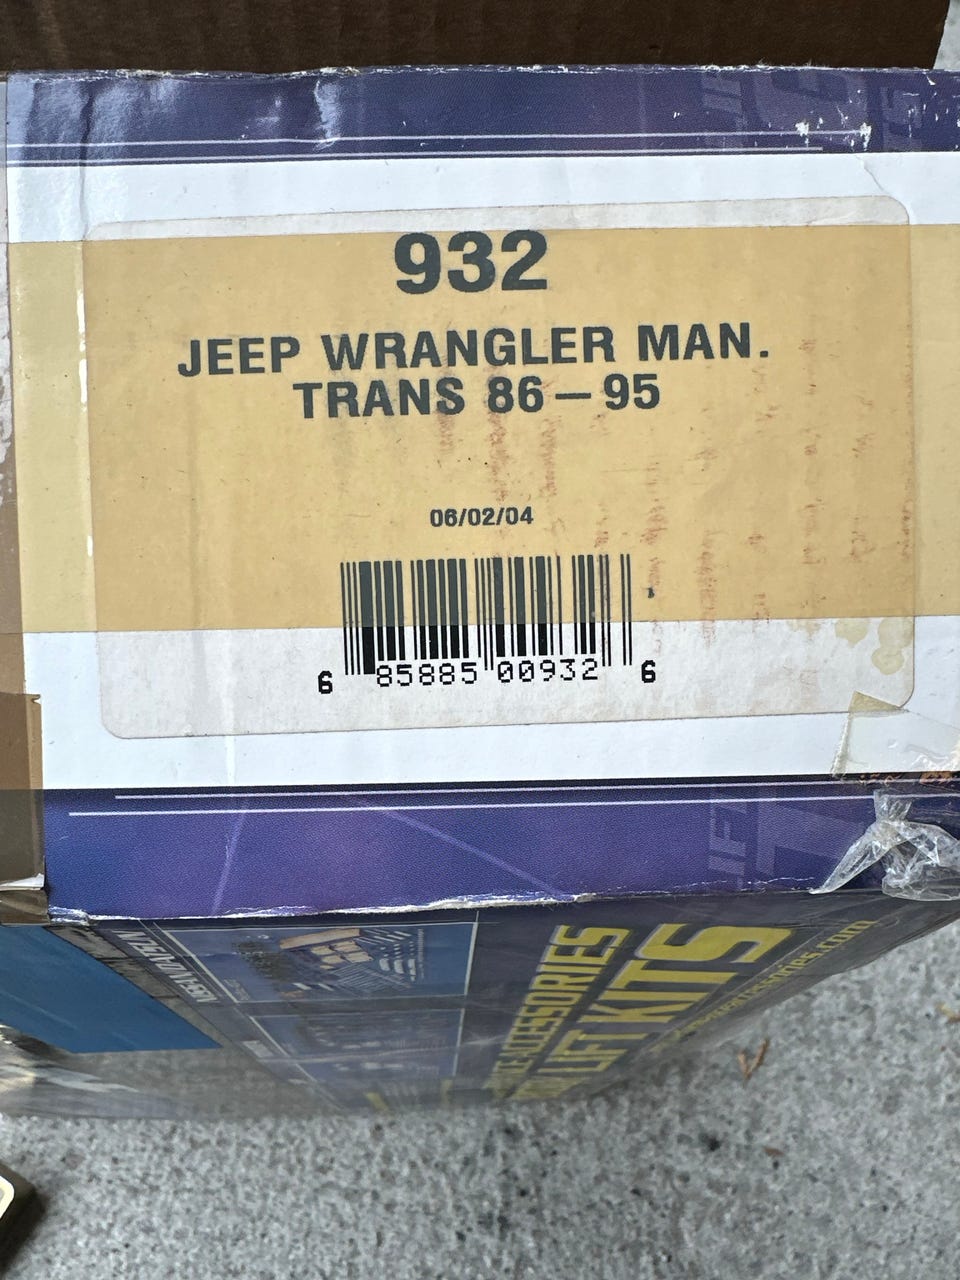 932
JEEP WRANGLER MAN.
TRANS 86—95
06/02/04
6 85885 00932 6
ACCESSORIES
LIFT KITS